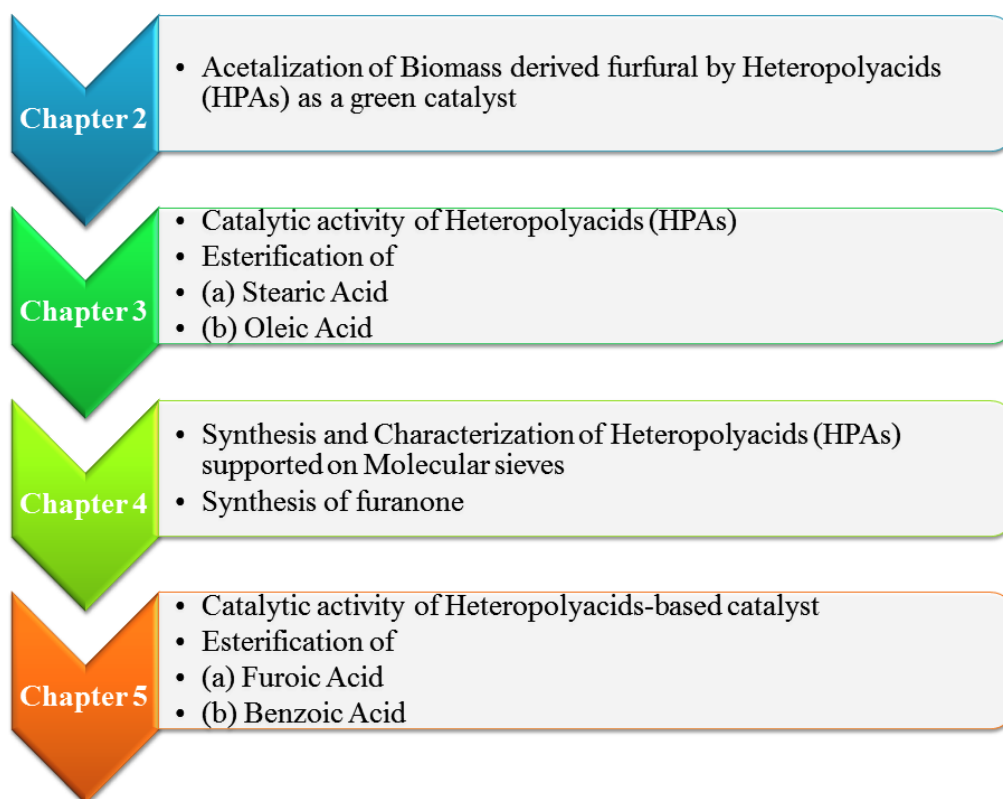 Chapter 2
• Acetalization of Biomass derived furfural by Heteropolyacids
(HPAs) as a green catalyst
Chapter 3
• Catalytic activity of Heteropolyacids (HPAs)
• Esterification of
• (a) Stearic Acid
• (b) Oleic Acid
Chapter 4
• Synthesis and Characterization of Heteropolyacids (HPAs)
supported on Molecular sieves
• Synthesis of furanone
Chapter 5
• Catalytic activity of Heteropolyacids-based catalyst
• Esterification of
• (a) Furoic Acid
• (b) Benzoic Acid